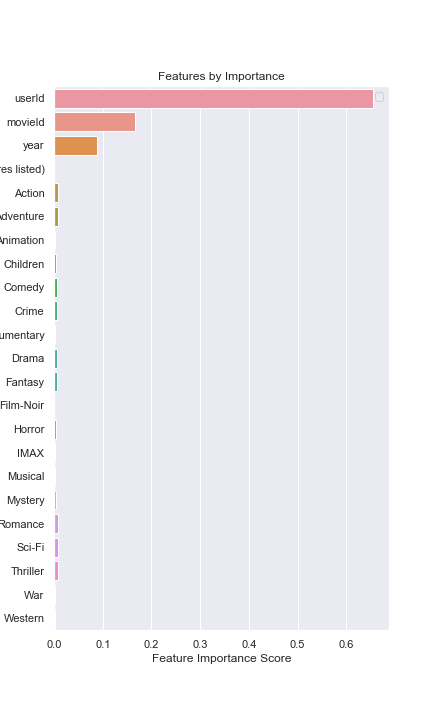 Features by Importance
userId
movieId
year
res listed)
Action
Adventure
Animation
Children
Comedy
Crime
umentary
Drama
Fantasy
Film-Noir
Horror
IMAX
Musical
Mystery
Romance
Sci-Fi
Thriller
War
Western
0.0 0.1 0.2 0.3 0.4 0.5 0.6
Feature Importance Score